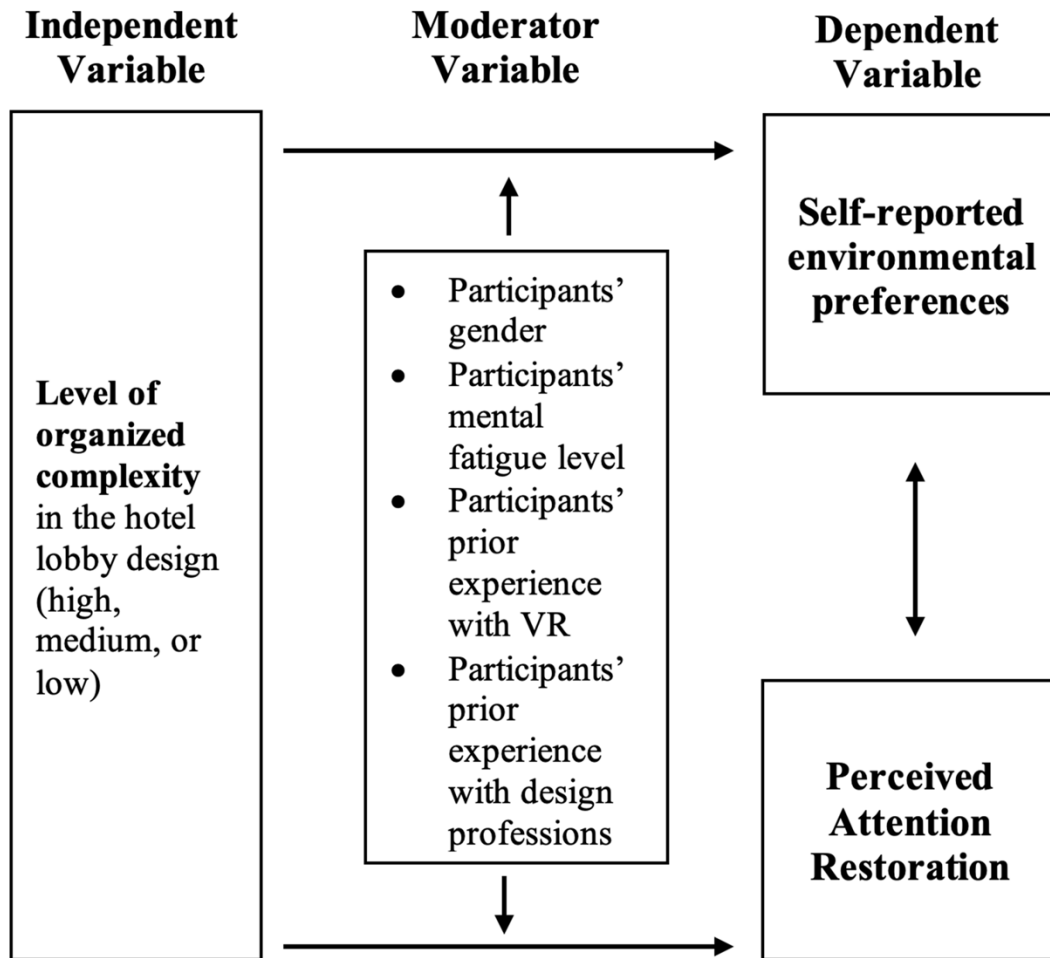 Independent
Variable
Moderator
Variable
Dependent
Variable
Level of
organized
complexity
in the hotel
lobby design
(high,
medium, or
low)
• Participants’
gender
• Participants’
mental
fatigue level
• Participants’
prior
experience
with VR
• Participants’
prior
experience
with design
professions
Self-reported
environmental
preferences
Perceived
Attention
Restoration